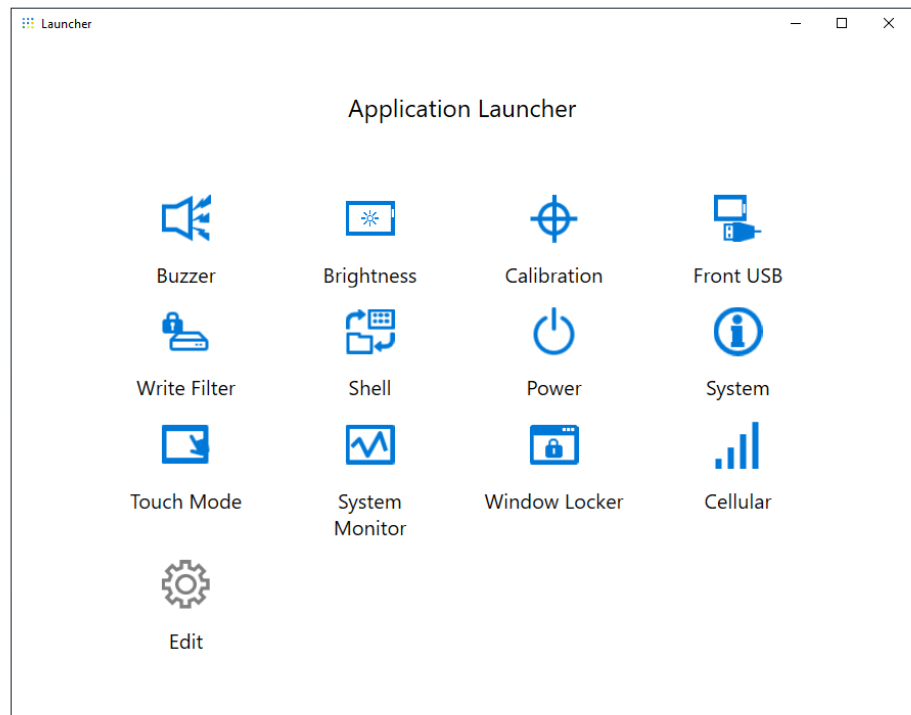 Launcher
Application Launcher
Buzzer
Brightness
Calibration
Front USB
Write Filter
Shell
Power
System
Touch Mode
System
Monitor
Window Locker
Cellular
Edit